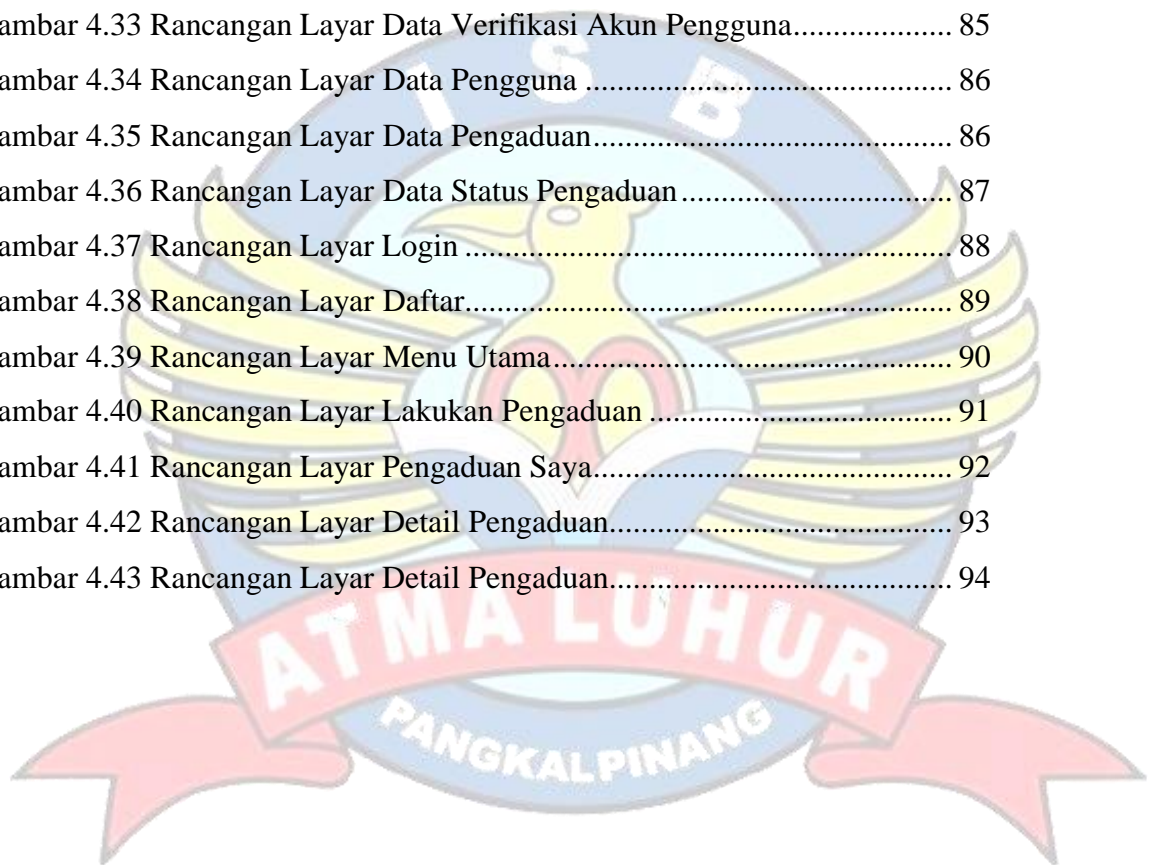 ambar 4.33 Rancangan Layar Data Verifikasi Akun Pengguna................... 85
ambar 4.34 Rancangan Layar Data Pengguna ............................................ 86
ambar 4.35 Rancangan Layar Data Pengaduan........................................... 86
ambar 4.36 Rancangan Layar Data Status Pengaduan ................................ 87
ambar 4.37 Rancangan Layar Login ........................................................... 88
ambar 4.38 Rancangan Layar Daftar........................................................... 89
ambar 4.39 Rancangan Layar Menu Utama................................................ 90
ambar 4.40 Rancangan Layar Lakukan Pengaduan .................................... 91
ambar 4.41 Rancangan Layar Pengaduan Saya........................................... 92
ambar 4.42 Rancangan Layar Detail Pengaduan......................................... 93
ambar 4.43 Rancangan Layar Detail Pengaduan......................................... 94
I S B
ATMA LUHUR
PANGKALPINANG